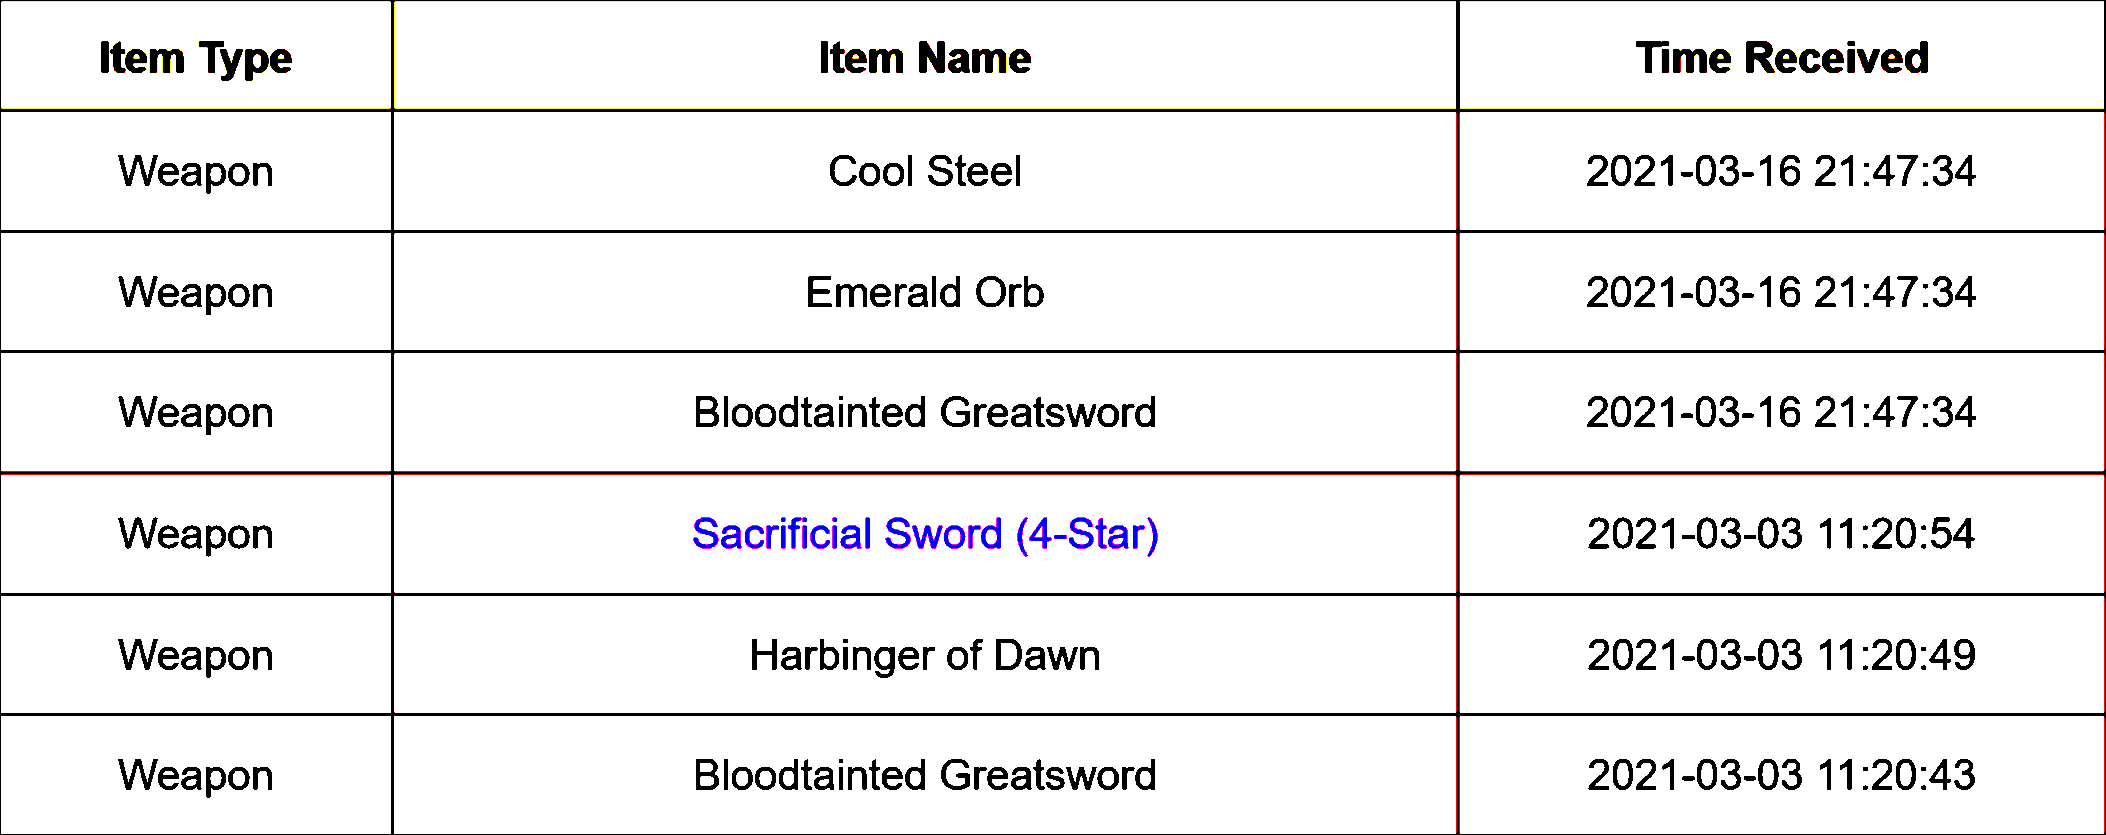 Item Type Item Name Time Received
Weapon Cool Steel 2021-03-16 21:47:34
Weapon Emerald Orb 2021-03-16 21:47:34
Weapon Bloodtainted Greatsword 2021-03-16 21:47:34
Weapon Sacrificial Sword (4-Star) 2021-03-03 11:20:54
Weapon Harbinger of Dawn 2021-03-03 11:20:49
Weapon Bloodtainted Greatsword 2021-03-03 11:20:43